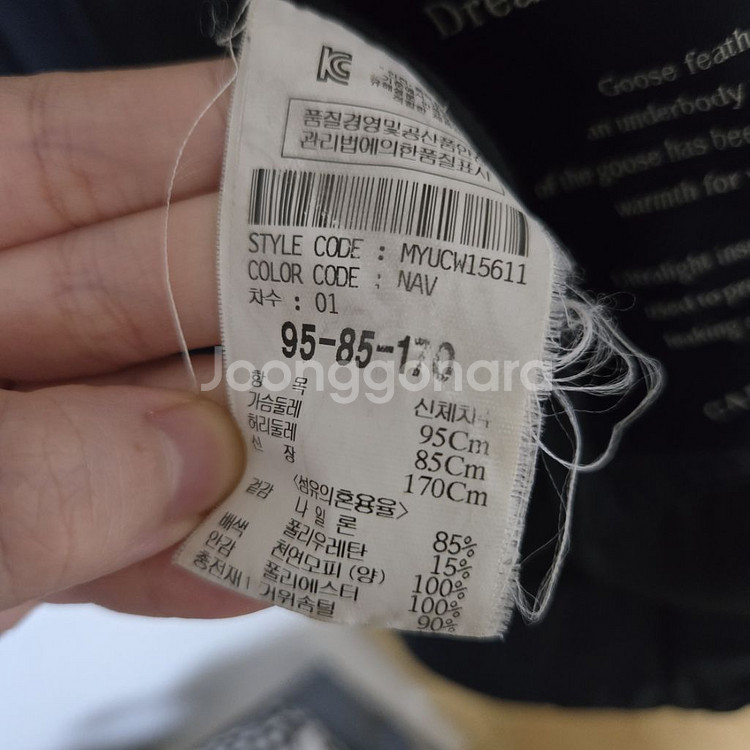 Goose feath
an underbody
of the goose has bee
warmth for
KC
품질경영및공산품안전
관리법에의한품질표시
STYLE CODE : MYUCW15611
COLOR CODE : NAV
차수 : 01
95-85-170
Joonggonara
항 목 신체치수
가슴둘레 95Cm
허리둘레 85Cm
신 장 170Cm
<섬유의혼용율>
겉감 나 일 론 85%
폴리우레탄 15%
배색 천연모피(양) 100%
안감 폴리에스터 100%
충전재1 거위솜털 90%